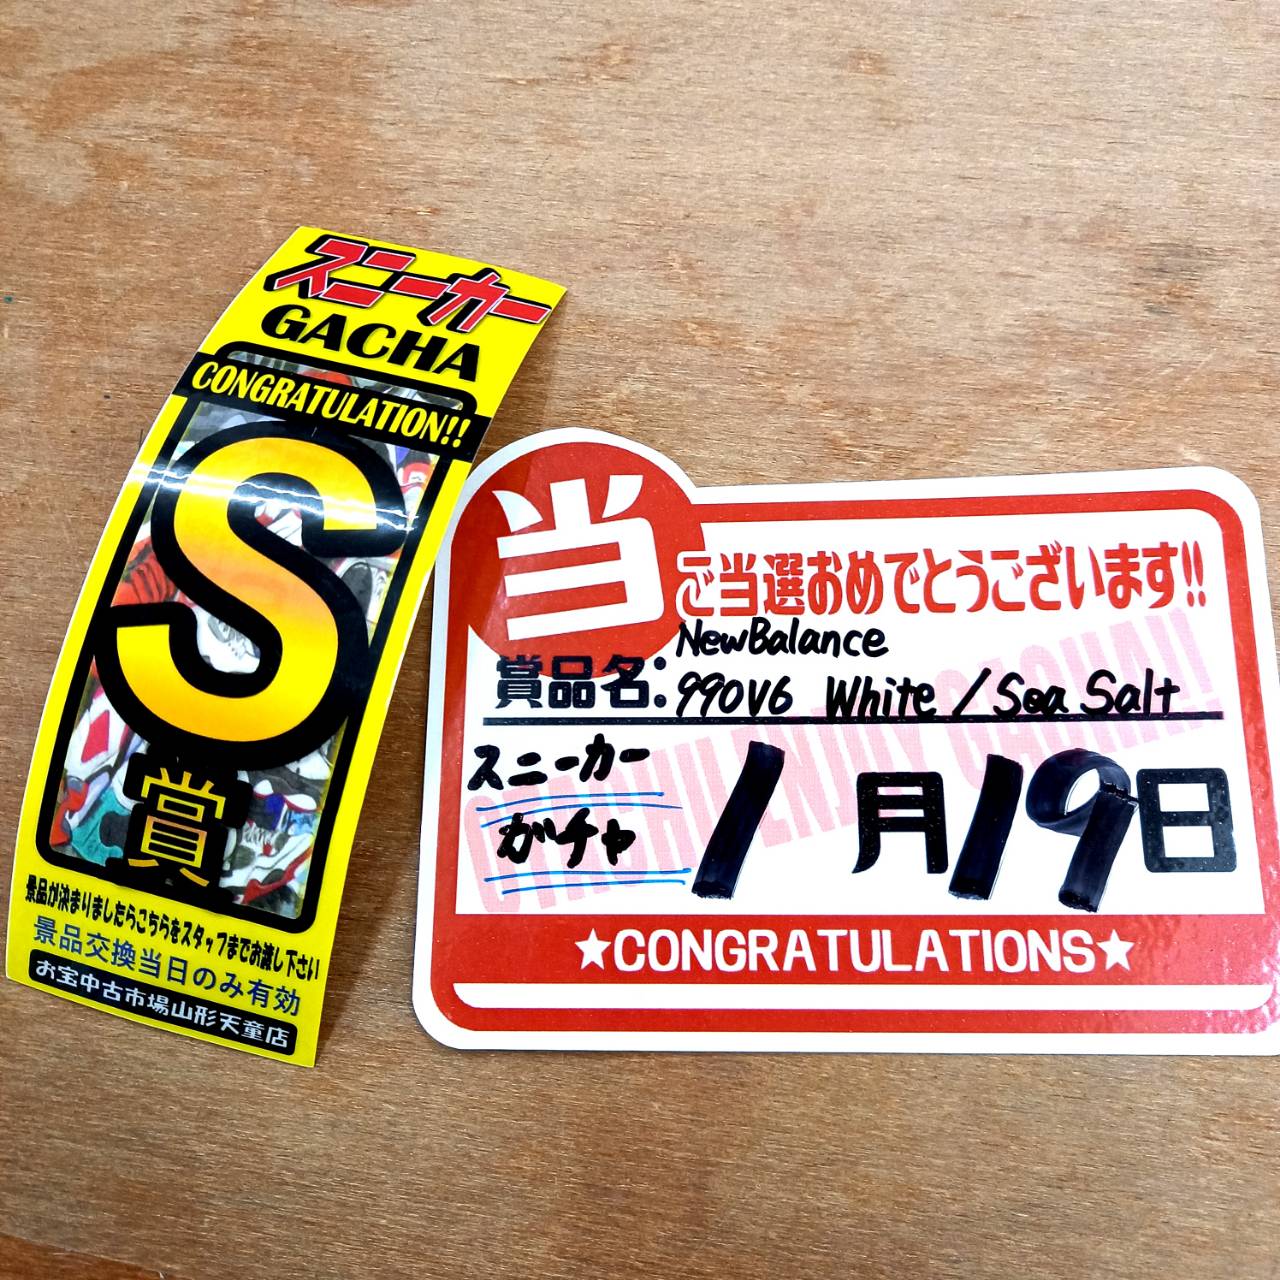 スニーカー
GACHA
CONGRATULATION!!
S
賞
景品が決まりましたらこちらをスタッフまでお渡し下さい
景品交換当日のみ有効
お宝中古市場山形天童店
当
ご当選おめでとうございます!!
NewBalance
賞品名:990V6 White / Sea Salt
スニーカー
ガチャ
1月19日
★CONGRATULATIONS★